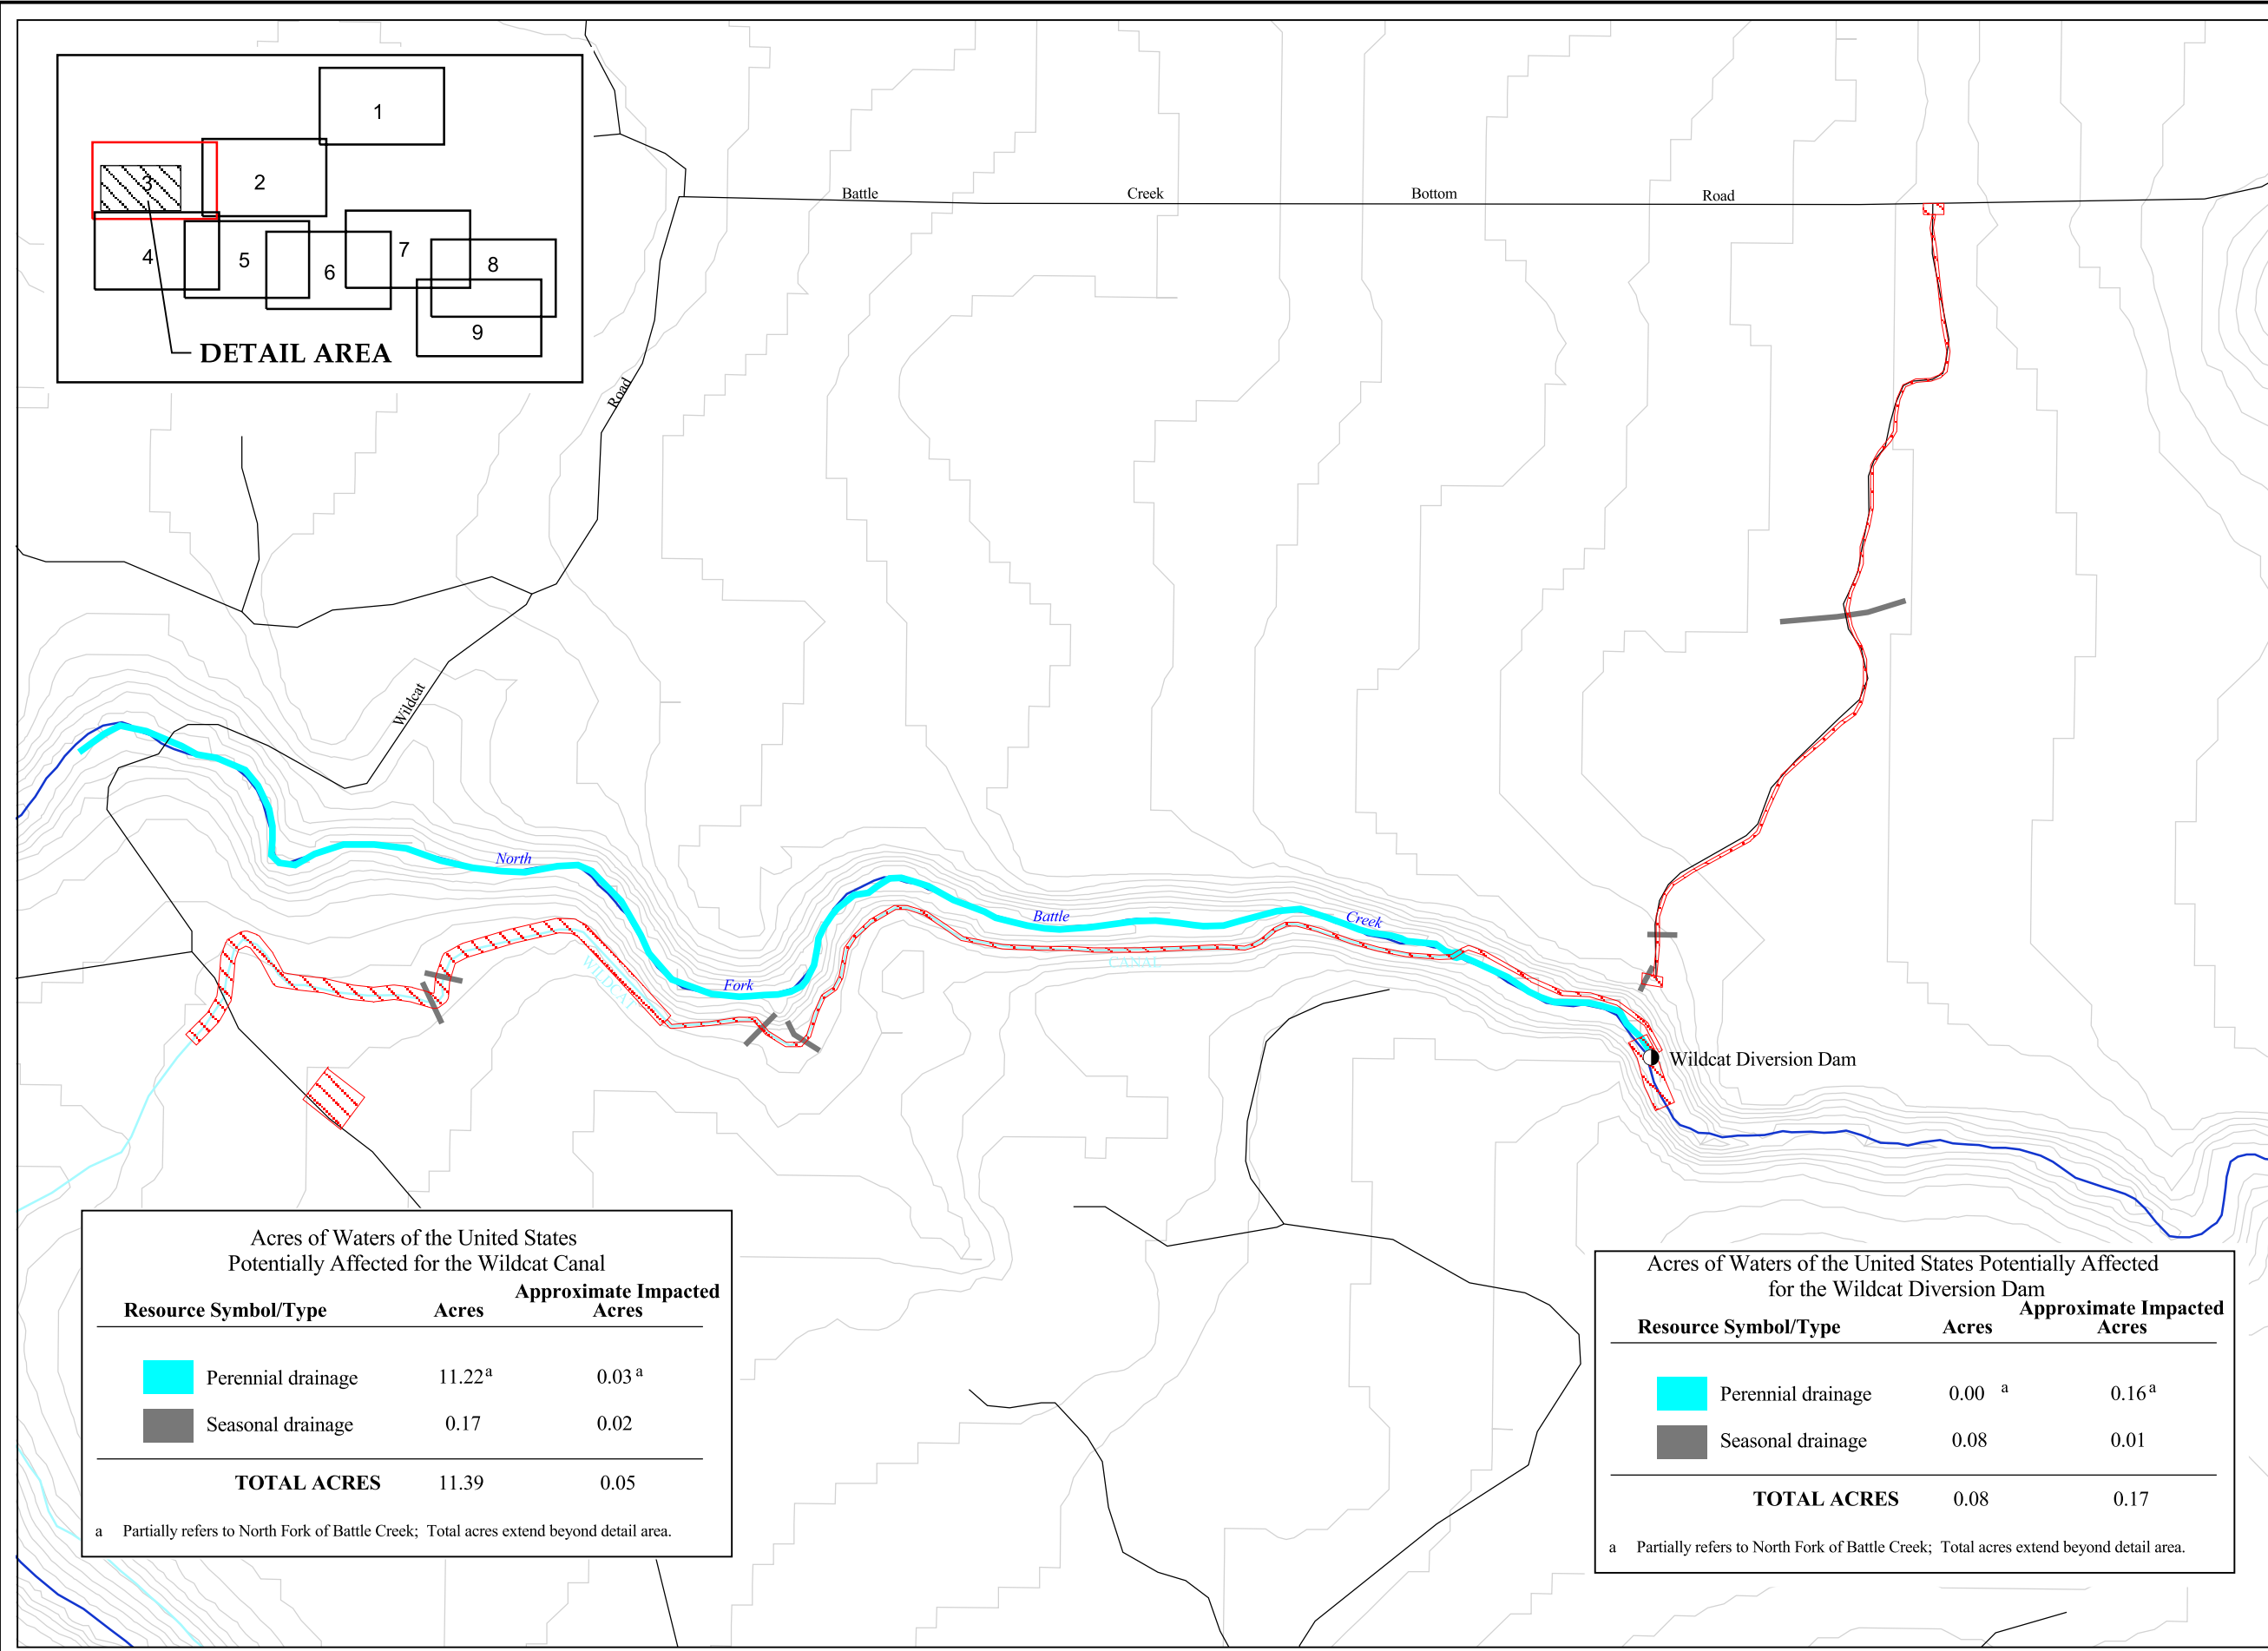 1
2
3
4
5
6
7
8
9
DETAIL AREA
Battle Creek Bottom Road
Road
Wildcat
North
Fork
Battle
Creek
WILDCAT
CANAL
Wildcat Diversion Dam
Acres of Waters of the United States
Potentially Affected for the Wildcat Canal
Approximate Impacted
Resource Symbol/Type Acres Acres
Perennial drainage 11.22 a 0.03 a
Seasonal drainage 0.17 0.02
TOTAL ACRES 11.39 0.05
a Partially refers to North Fork of Battle Creek; Total acres extend beyond detail area.
Acres of Waters of the United States Potentially Affected
for the Wildcat Diversion Dam
Approximate Impacted
Resource Symbol/Type Acres Acres
Perennial drainage 0.00 a 0.16 a
Seasonal drainage 0.08 0.01
TOTAL ACRES 0.08 0.17
a Partially refers to North Fork of Battle Creek; Total acres extend beyond detail area.